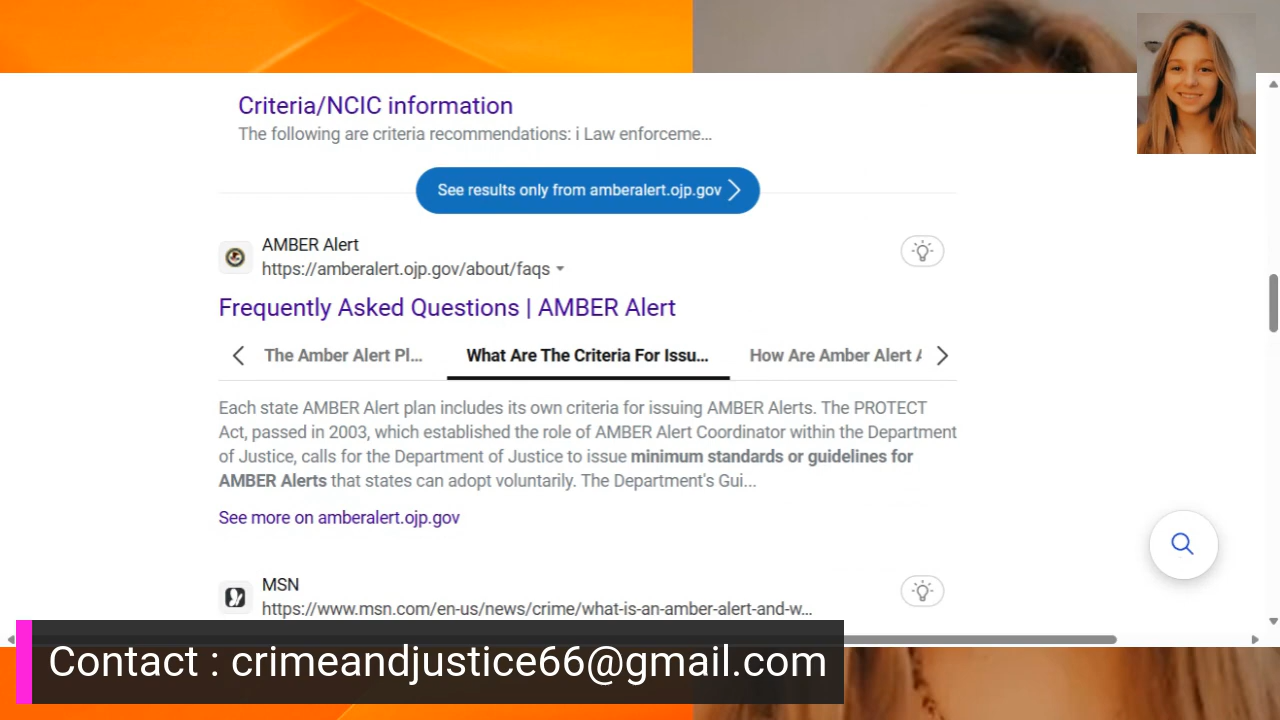 Criteria/NCIC information
The following are criteria recommendations: i Law enforceme...
See results only from amberalert.ojp.gov
AMBER Alert
https://amberalert.ojp.gov/about/faqs
Frequently Asked Questions | AMBER Alert
The Amber Alert Pl... What Are The Criteria For Issu... How Are Amber Alert A
Each state AMBER Alert plan includes its own criteria for issuing AMBER Alerts. The PROTECT
Act, passed in 2003, which established the role of AMBER Alert Coordinator within the Department
of Justice, calls for the Department of Justice to issue minimum standards or guidelines for
AMBER Alerts that states can adopt voluntarily. The Department's Gui...
See more on amberalert.ojp.gov
MSN
https://www.msn.com/en-us/news/crime/what-is-an-amber-alert-and-w...
Contact : crimeandjustice66@gmail.com